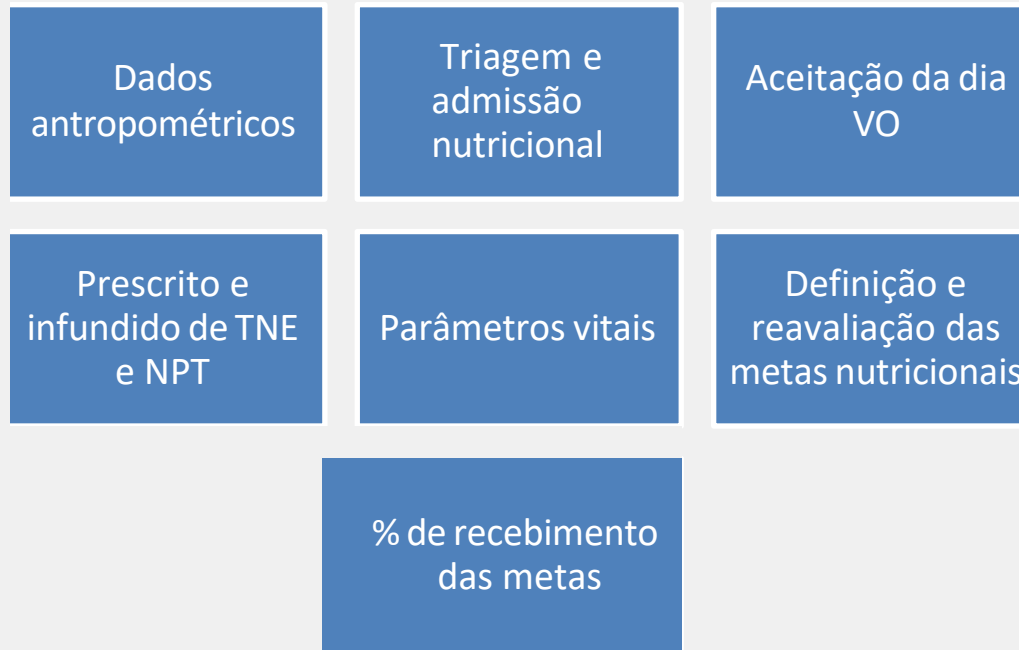 Dados
antropométricos
Triagem e
admissão
nutricional
Aceitação da dia
VO
Prescrito e
infundido de TNE
e NPT
Parâmetros vitais
Definição e
reavaliação das
metas nutricionais
% de recebimento
das metas